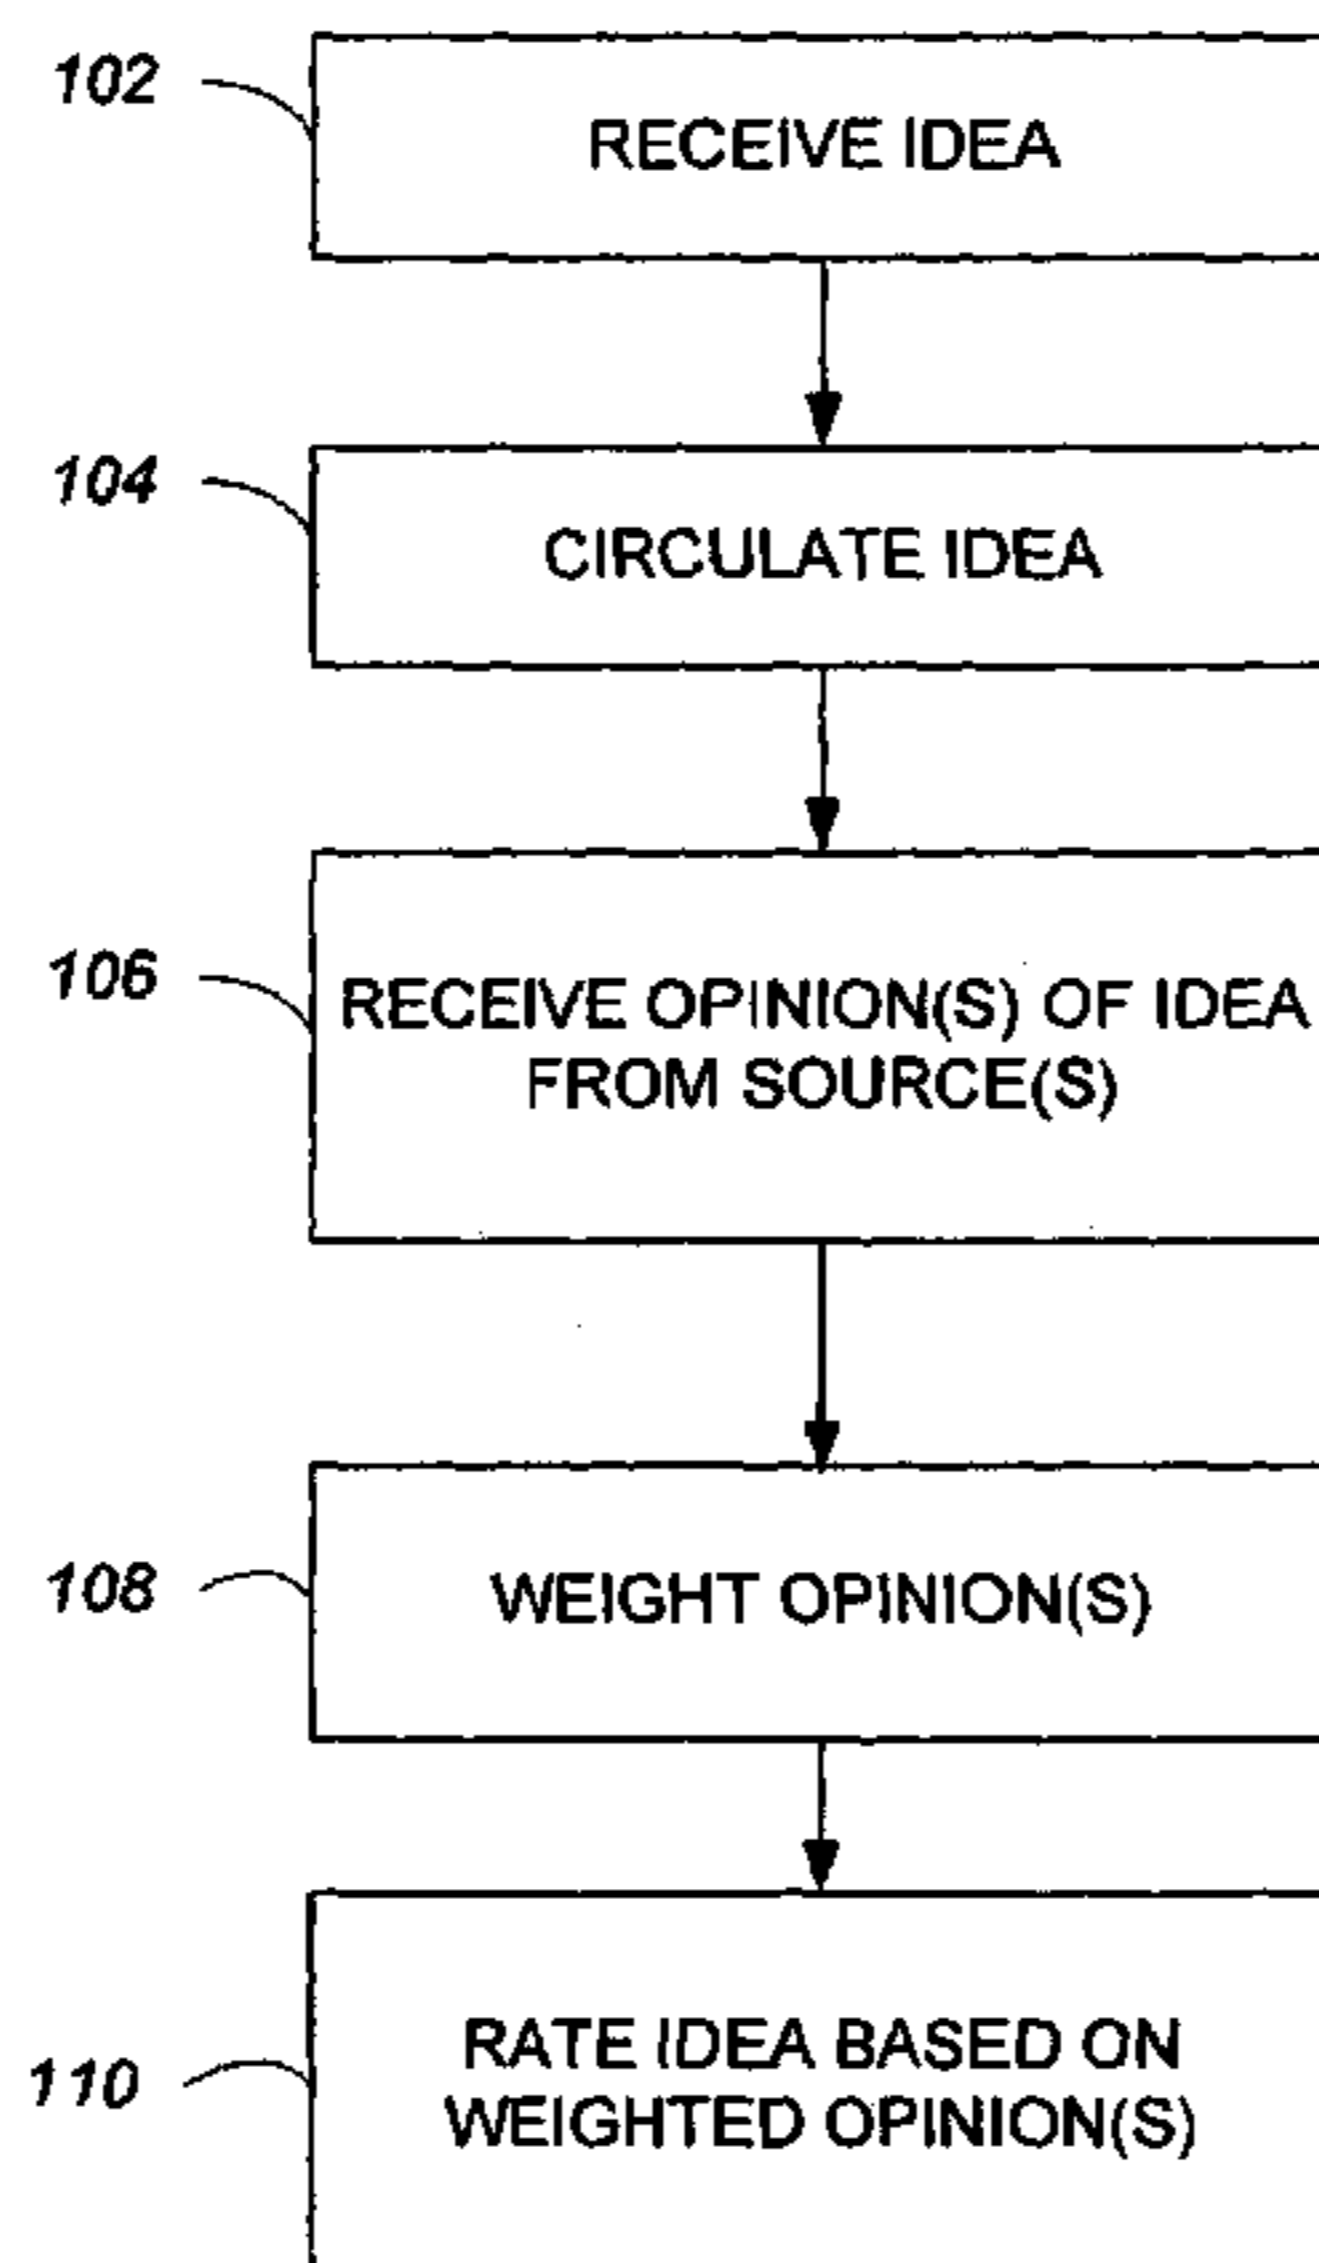 102
RECEIVE IDEA
104
CIRCULATE IDEA
106
RECEIVE OPINION(S) OF IDEA
FROM SOURCE(S)
108
WEIGHT OPINION(S)
110
RATE IDEA BASED ON
WEIGHTED OPINION(S)